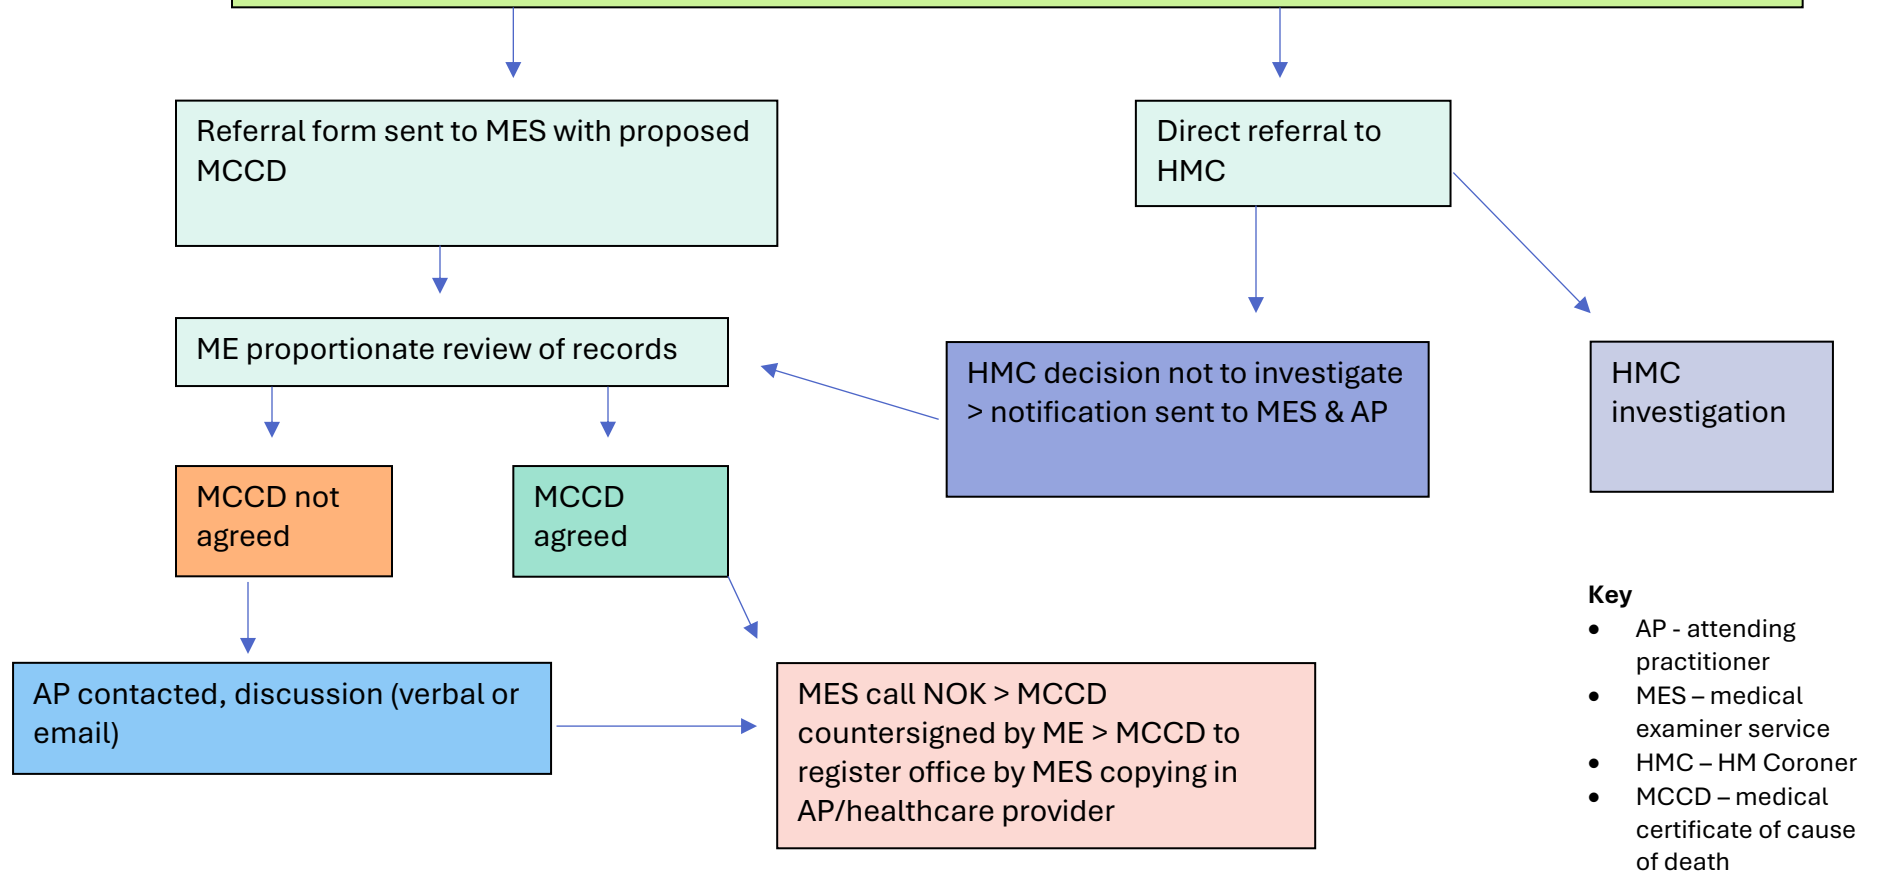 Referral form sent to MES with proposed
MCCD
Direct referral to
HMC
ME proportionate review of records
HMC decision not to investigate
> notification sent to MES & AP
HMC
investigation
MCCD not
agreed
MCCD
agreed
AP contacted, discussion (verbal or
email)
MES call NOK > MCCD
countersigned by ME > MCCD to
register office by MES copying in
AP/healthcare provider
Key
• AP - attending
practitioner
• MES – medical
examiner service
• HMC – HM Coroner
• MCCD – medical
certificate of cause
of death